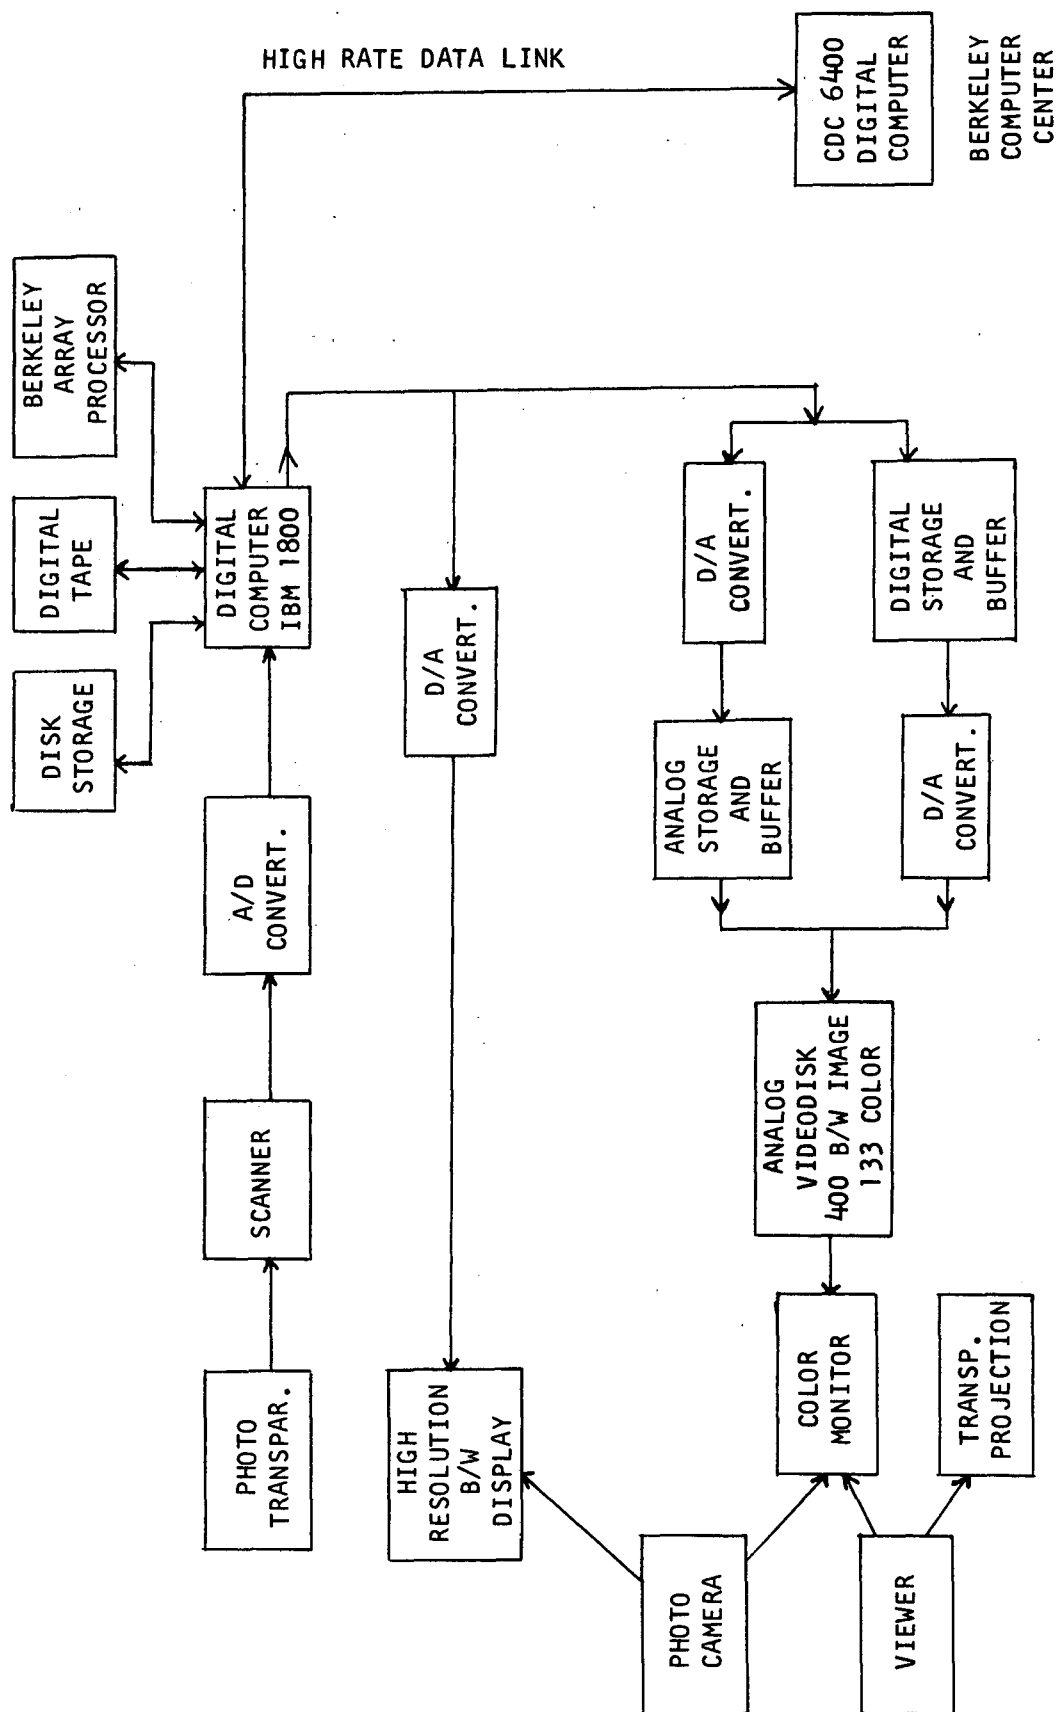 PHOTO
TRANSPAR.
SCANNER
A/D
CONVERT.
DISK
STORAGE
DIGITAL
TAPE
BERKELEY
ARRAY
PROCESSOR
DIGITAL
COMPUTER
IBM 1800
HIGH RATE DATA LINK
HIGH
RESOLUTION
B/W
DISPLAY
D/A
CONVERT.
PHOTO
CAMERA
VIEWER
COLOR
MONITOR
TRANSP.
PROJECTION
ANALOG
VIDEODISK
400 B/W IMAGE
133 COLOR
ANALOG
STORAGE
AND
BUFFER
D/A
CONVERT.
D/A
CONVERT.
DIGITAL
STORAGE
AND
BUFFER
CDC 6400
DIGITAL
COMPUTER
BERKELEY
COMPUTER
CENTER